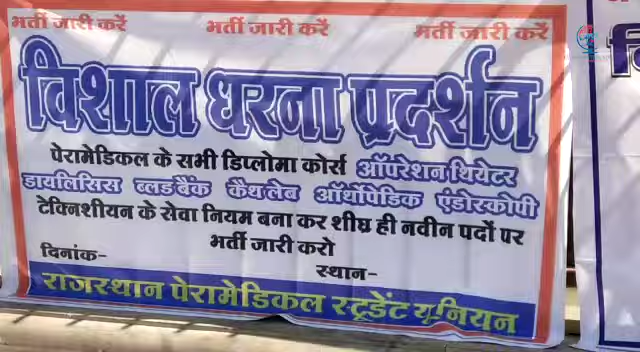 भर्ती जारी करें भर्ती जारी करें भर्ती जारी करें
विशाल धरना प्रदर्शन
पेरामेडिकल के सभी डिप्लोमा कोर्स ऑपरेशन थियेटर
डायलिसिस ब्लड बैंक कैथ लेब ऑर्थोपेडिक एंडोस्कोपी
टेक्निशीयन के सेवा नियम बना कर शीघ्र ही नवीन पदों पर
भर्ती जारी करो
दिनांक-
स्थान-
राजस्थान पेरामेडिकल स्टूडेंट यूनियन